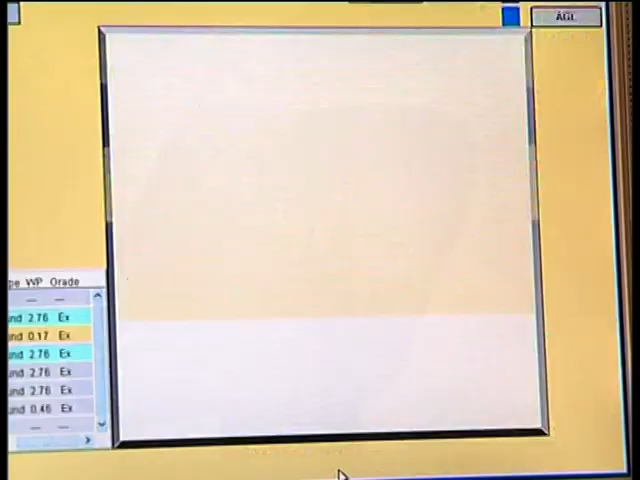 AGL
pe WP Grade
--- ---
und 2.76 Ex
und 0.17 Ex
und 2.76 Ex
und 2.76 Ex
und 2.76 Ex
und 0.46 Ex
--- ---